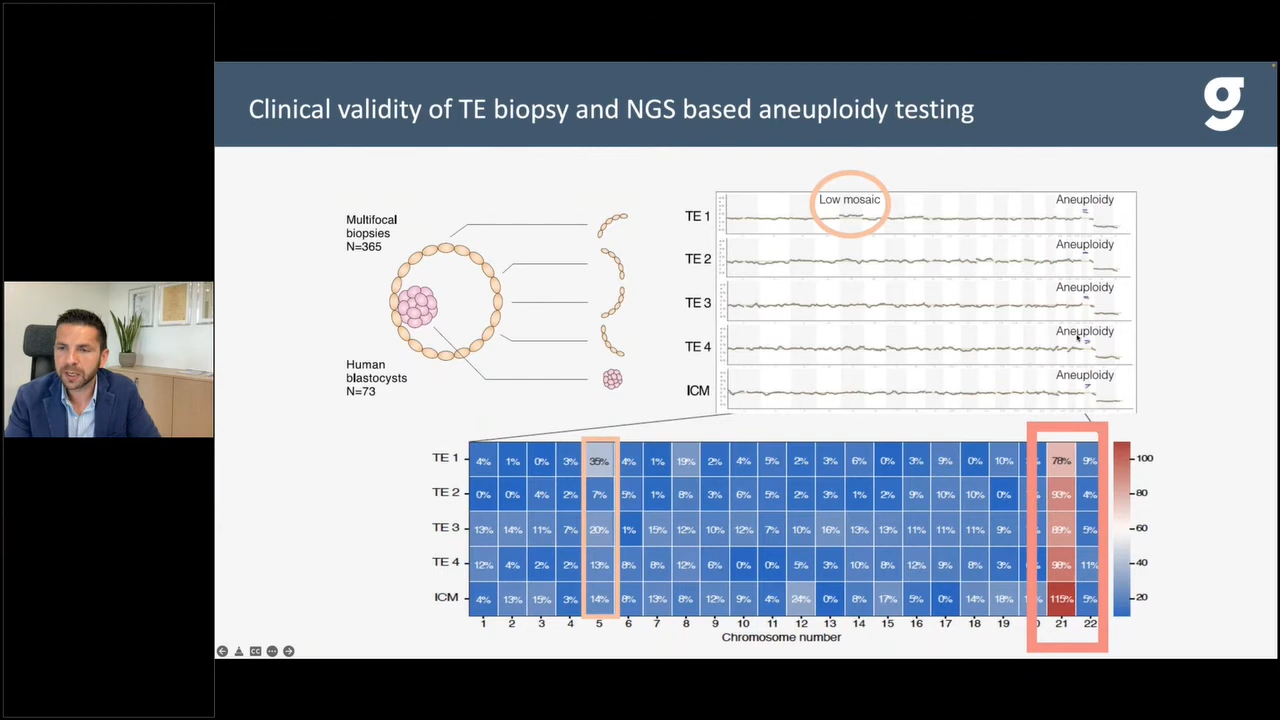 Clinical validity of TE biopsy and NGS based aneuploidy testing
g
Multifocal
biopsies
N=365
Human
blastocysts
N=73
Low mosaic
TE 1
Aneuploidy
TE 2
Aneuploidy
TE 3
Aneuploidy
TE 4
Aneuploidy
ICM
Aneuploidy
TE 1 4% 1% 0% 3% 35% 4% 1% 19% 2% 4% 5% 2% 3% 6% 0% 3% 9% 0% 10% 78% 9%
TE 2 0% 0% 4% 2% 7% 5% 1% 8% 3% 6% 5% 2% 3% 1% 2% 9% 10% 10% 0% 93% 4%
TE 3 13% 14% 11% 7% 20% 1% 15% 12% 10% 12% 7% 10% 16% 13% 13% 11% 11% 11% 9% 89% 5%
TE 4 12% 4% 2% 2% 13% 8% 8% 12% 6% 0% 0% 5% 3% 10% 8% 12% 9% 8% 3% 98% 11%
ICM 4% 13% 15% 3% 14% 8% 13% 8% 12% 9% 4% 24% 0% 8% 17% 5% 0% 14% 18% 115% 5%
1 2 3 4 5 6 7 8 9 10 11 12 13 14 15 16 17 18 19 0 21 22
Chromosome number
100
80
60
40
20
CC